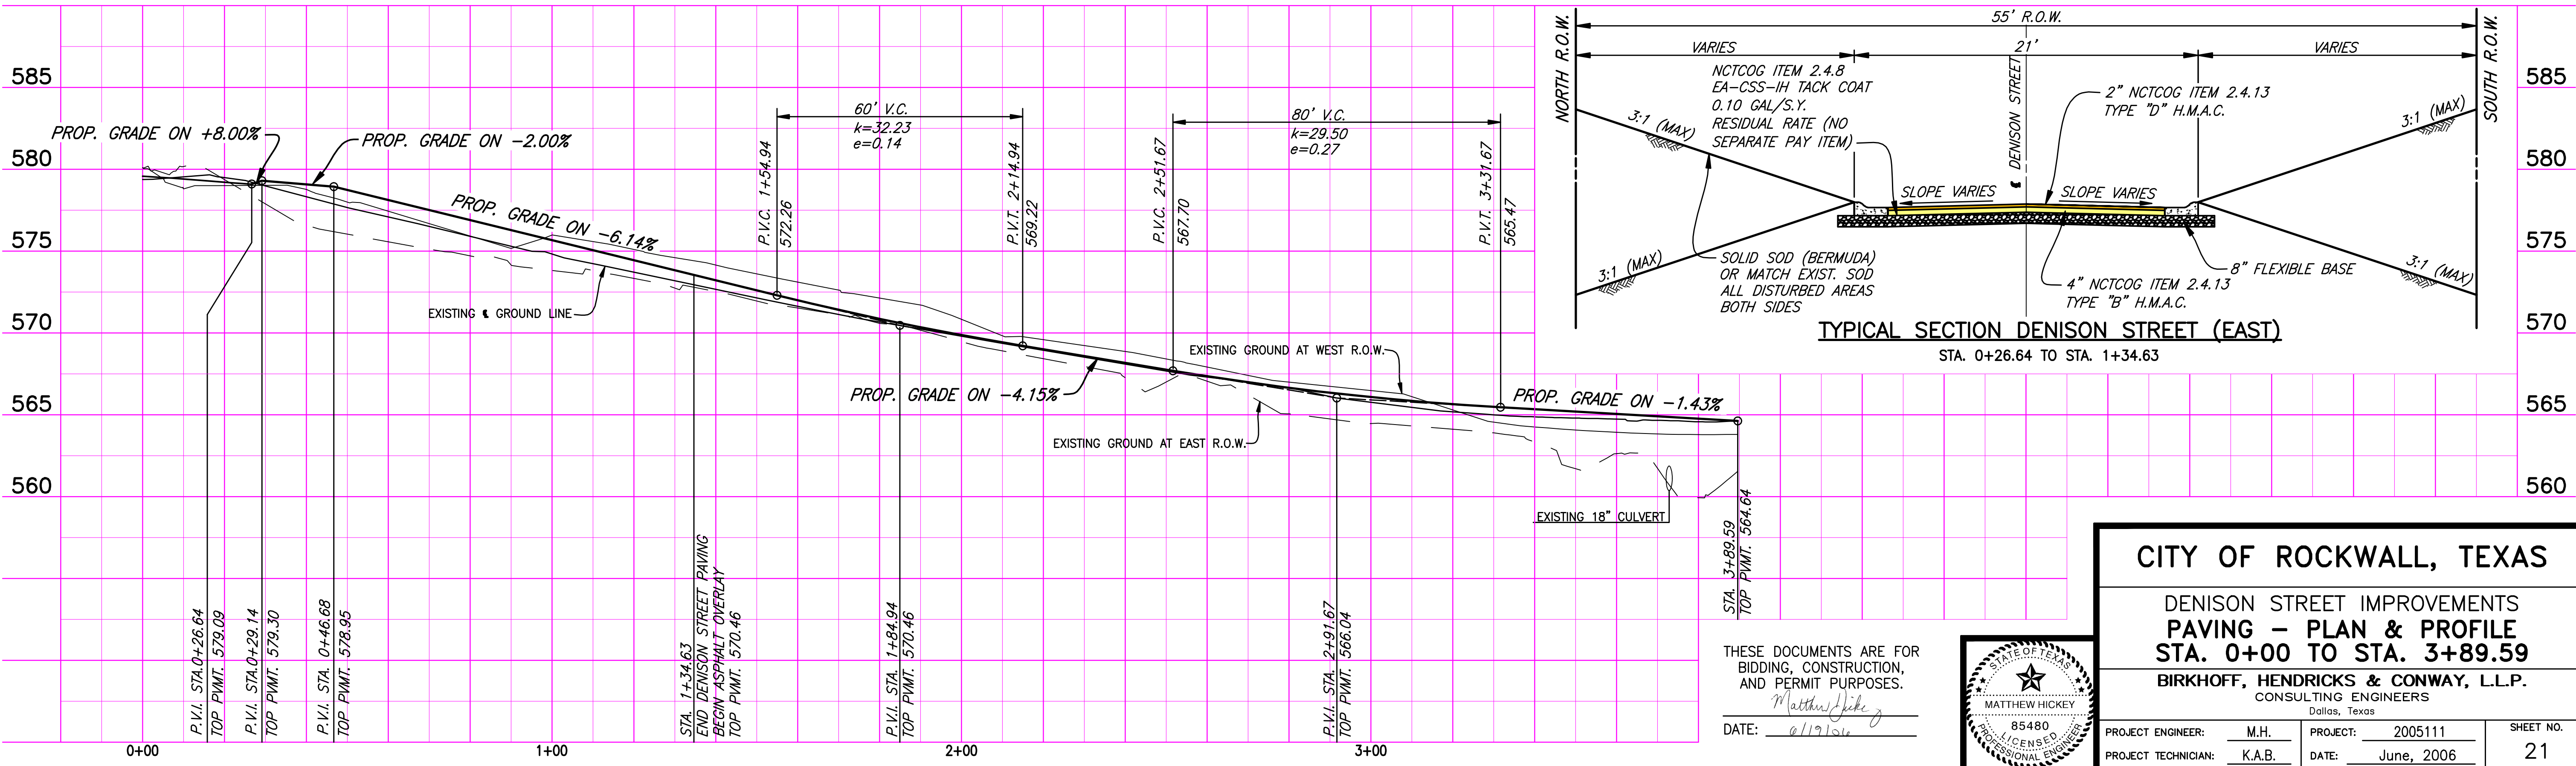 585
580
575
570
565
560
PROP. GRADE ON +8.00%
PROP. GRADE ON -2.00%
PROP. GRADE ON -6.14%
EXISTING ℄ GROUND LINE
60' V.C.
k=32.23
e=0.14
P.V.C. 1+54.94
572.26
P.V.T. 2+14.94
569.22
80' V.C.
k=29.50
e=0.27
P.V.C. 2+51.67
567.70
P.V.T. 3+31.67
565.47
PROP. GRADE ON -4.15%
EXISTING GROUND AT WEST R.O.W.
EXISTING GROUND AT EAST R.O.W.
PROP. GRADE ON -1.43%
EXISTING 18" CULVERT
P.V.I. STA.0+26.64
TOP PVMT. 579.09
P.V.I. STA.0+29.14
TOP PVMT. 579.30
P.V.I. STA. 0+46.68
TOP PVMT. 578.95
STA. 1+34.63
END DENISON STREET PAVING
BEGIN ASPHALT OVERLAY
TOP PVMT. 570.46
P.V.I. STA. 1+84.94
TOP PVMT. 570.46
P.V.I. STA. 2+91.67
TOP PVMT. 566.04
STA. 3+89.59
TOP PVMT. 564.64
0+00
1+00
2+00
3+00
NORTH R.O.W.
55' R.O.W.
SOUTH R.O.W.
VARIES
21'
VARIES
NCTCOG ITEM 2.4.8
EA-CSS-IH TACK COAT
0.10 GAL/S.Y.
RESIDUAL RATE (NO
SEPARATE PAY ITEM)
℄ DENISON STREET
2" NCTCOG ITEM 2.4.13
TYPE "D" H.M.A.C.
3:1 (MAX)
3:1 (MAX)
SLOPE VARIES
SLOPE VARIES
3:1 (MAX)
3:1 (MAX)
SOLID SOD (BERMUDA)
OR MATCH EXIST. SOD
ALL DISTURBED AREAS
BOTH SIDES
8" FLEXIBLE BASE
4" NCTCOG ITEM 2.4.13
TYPE "B" H.M.A.C.
TYPICAL SECTION DENISON STREET (EAST)
STA. 0+26.64 TO STA. 1+34.63
585
580
575
570
565
560
THESE DOCUMENTS ARE FOR
BIDDING, CONSTRUCTION,
AND PERMIT PURPOSES.
Matthew Hickey
DATE: 6/19/06
STATE OF TEXAS
MATTHEW HICKEY
85480
LICENSED
PROFESSIONAL ENGINEER
CITY OF ROCKWALL, TEXAS
DENISON STREET IMPROVEMENTS
PAVING - PLAN & PROFILE
STA. 0+00 TO STA. 3+89.59
BIRKHOFF, HENDRICKS & CONWAY, L.L.P.
CONSULTING ENGINEERS
Dallas, Texas
PROJECT ENGINEER: M.H.
PROJECT: 2005111
SHEET NO.
PROJECT TECHNICIAN: K.A.B.
DATE: June, 2006
21